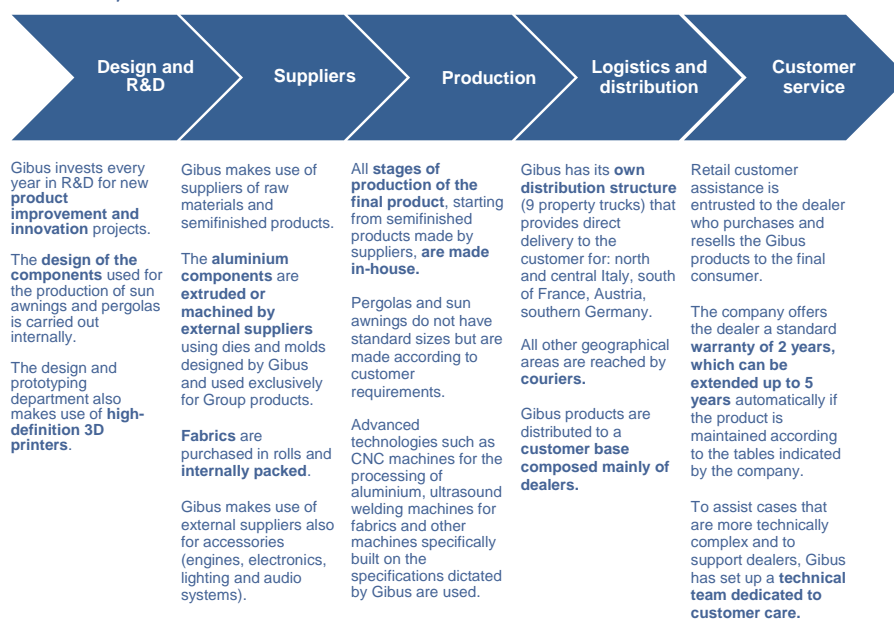 Design and
R&D
Suppliers
Production
Logistics and
distribution
Customer
service
Gibus invests every
year in R&D for new
product
improvement and
innovation projects.
The design of the
components used for
the production of sun
awnings and pergolas
is carried out
internally.
The design and
prototyping
department also
makes use of high-
definition 3D
printers.
Gibus makes use of
suppliers of raw
materials and
semifinished products.
The aluminium
components are
extruded or
machined by
external suppliers
using dies and molds
designed by Gibus
and used exclusively
for Group products.
Fabrics are
purchased in rolls and
internally packed.
Gibus makes use of
external suppliers also
for accessories
(engines, electronics,
lighting and audio
systems).
All stages of
production of the
final product, starting
from semifinished
products made by
suppliers, are made
in-house.
Pergolas and sun
awnings do not have
standard sizes but are
made according to
customer
requirements.
Advanced
technologies such as
CNC machines for the
processing of
aluminium, ultrasound
welding machines for
fabrics and other
machines specifically
built on the
specifications dictated
by Gibus are used.
Gibus has its own
distribution structure
(9 property trucks) that
provides direct
delivery to the
customer for: north
and central Italy, south
of France, Austria,
southern Germany.
All other geographical
areas are reached by
couriers.
Gibus products are
distributed to a
customer base
composed mainly of
dealers.
Retail customer
assistance is
entrusted to the dealer
who purchases and
resells the Gibus
products to the final
consumer.
The company offers
the dealer a standard
warranty of 2 years,
which can be
extended up to 5
years automatically if
the product is
maintained according
to the tables indicated
by the company.
To assist cases that
are more technically
complex and to
support dealers, Gibus
has set up a technical
team dedicated to
customer care.